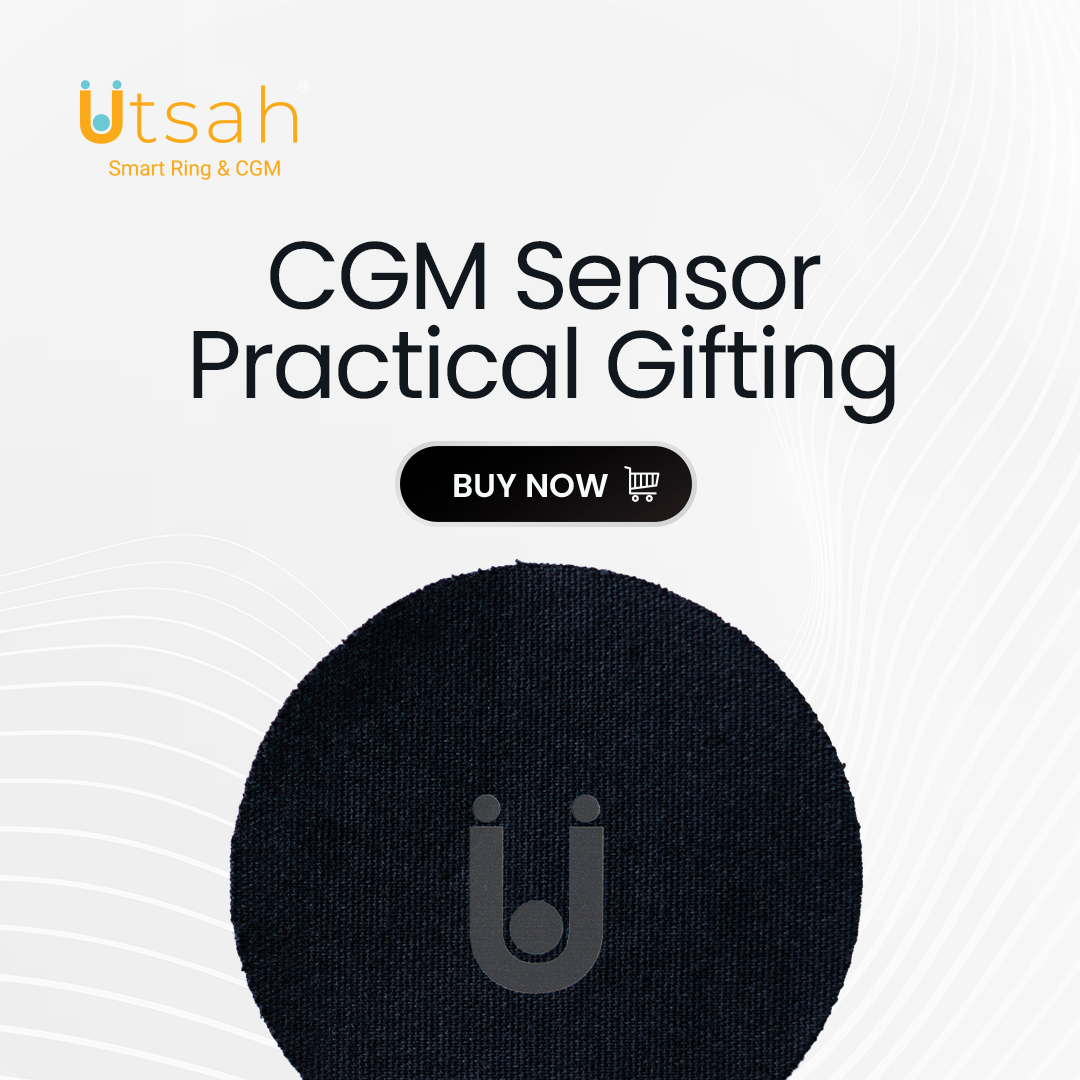 Utsah
Smart Ring & CGM
CGM Sensor
Practical Gifting
BUY NOW